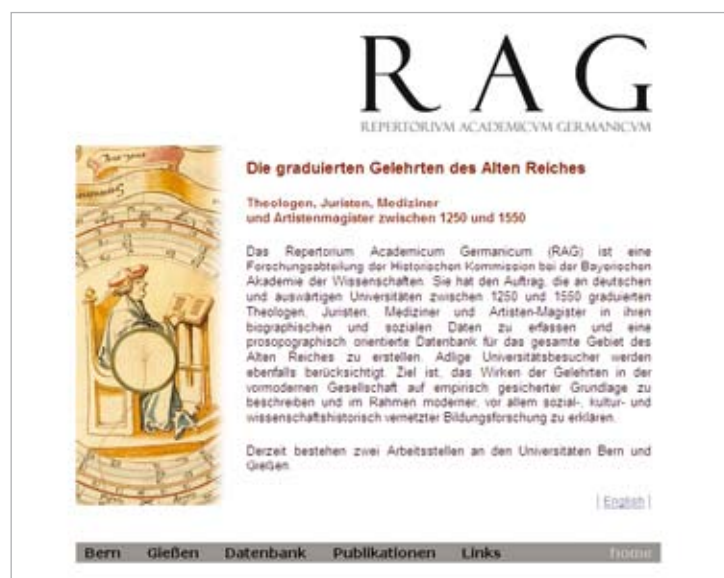 RAG
REPERTORIVM ACADEMICVM GERMANICVM
Die graduierten Gelehrten des Alten Reiches
Theologen, Juristen, Mediziner
und Artistenmagister zwischen 1250 und 1550
Das Repertorium Academicum Germanicum (RAG) ist eine
Forschungsabteilung der Historischen Kommission bei der Bayerischen
Akademie der Wissenschaften. Sie hat den Auftrag, die an deutschen
und auswärtigen Universitäten zwischen 1250 und 1550 graduierten
Theologen, Juristen, Mediziner und Artisten-Magister in ihren
biographischen und sozialen Daten zu erfassen und eine
prosopographisch orientierte Datenbank für das gesamte Gebiet des
Alten Reiches zu erstellen. Adlige Universitätsbesucher werden
ebenfalls berücksichtigt. Ziel ist, das Wirken der Gelehrten in der
vormodernen Gesellschaft auf empirisch gesicherter Grundlage zu
beschreiben und im Rahmen moderner, vor allem sozial-, kultur- und
wissenschaftshistorisch vernetzter Bildungsforschung zu erklären.
Derzeit bestehen zwei Arbeitsstellen an den Universitäten Bern und
Gießen.
| English |
Bern Gießen Datenbank Publikationen Links home